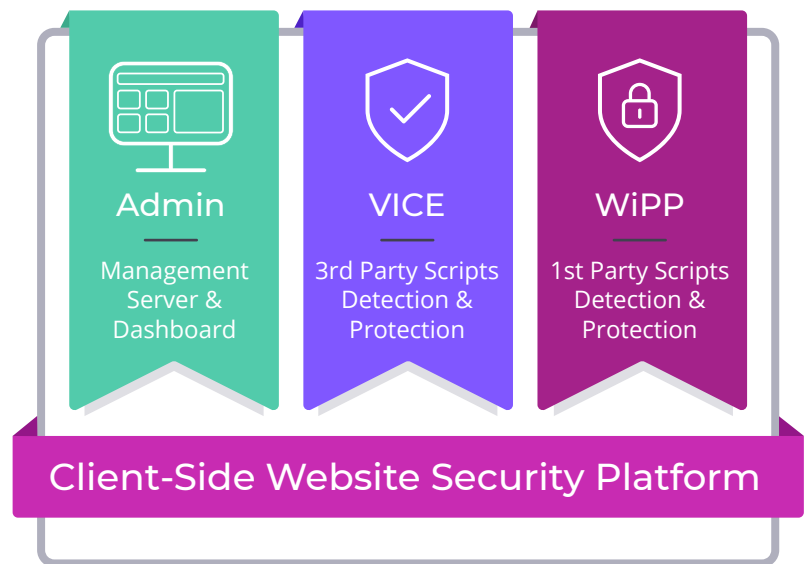 Admin
Management
Server &
Dashboard
VICE
3rd Party Scripts
Detection &
Protection
WiPP
1st Party Scripts
Detection &
Protection
Client-Side Website Security Platform